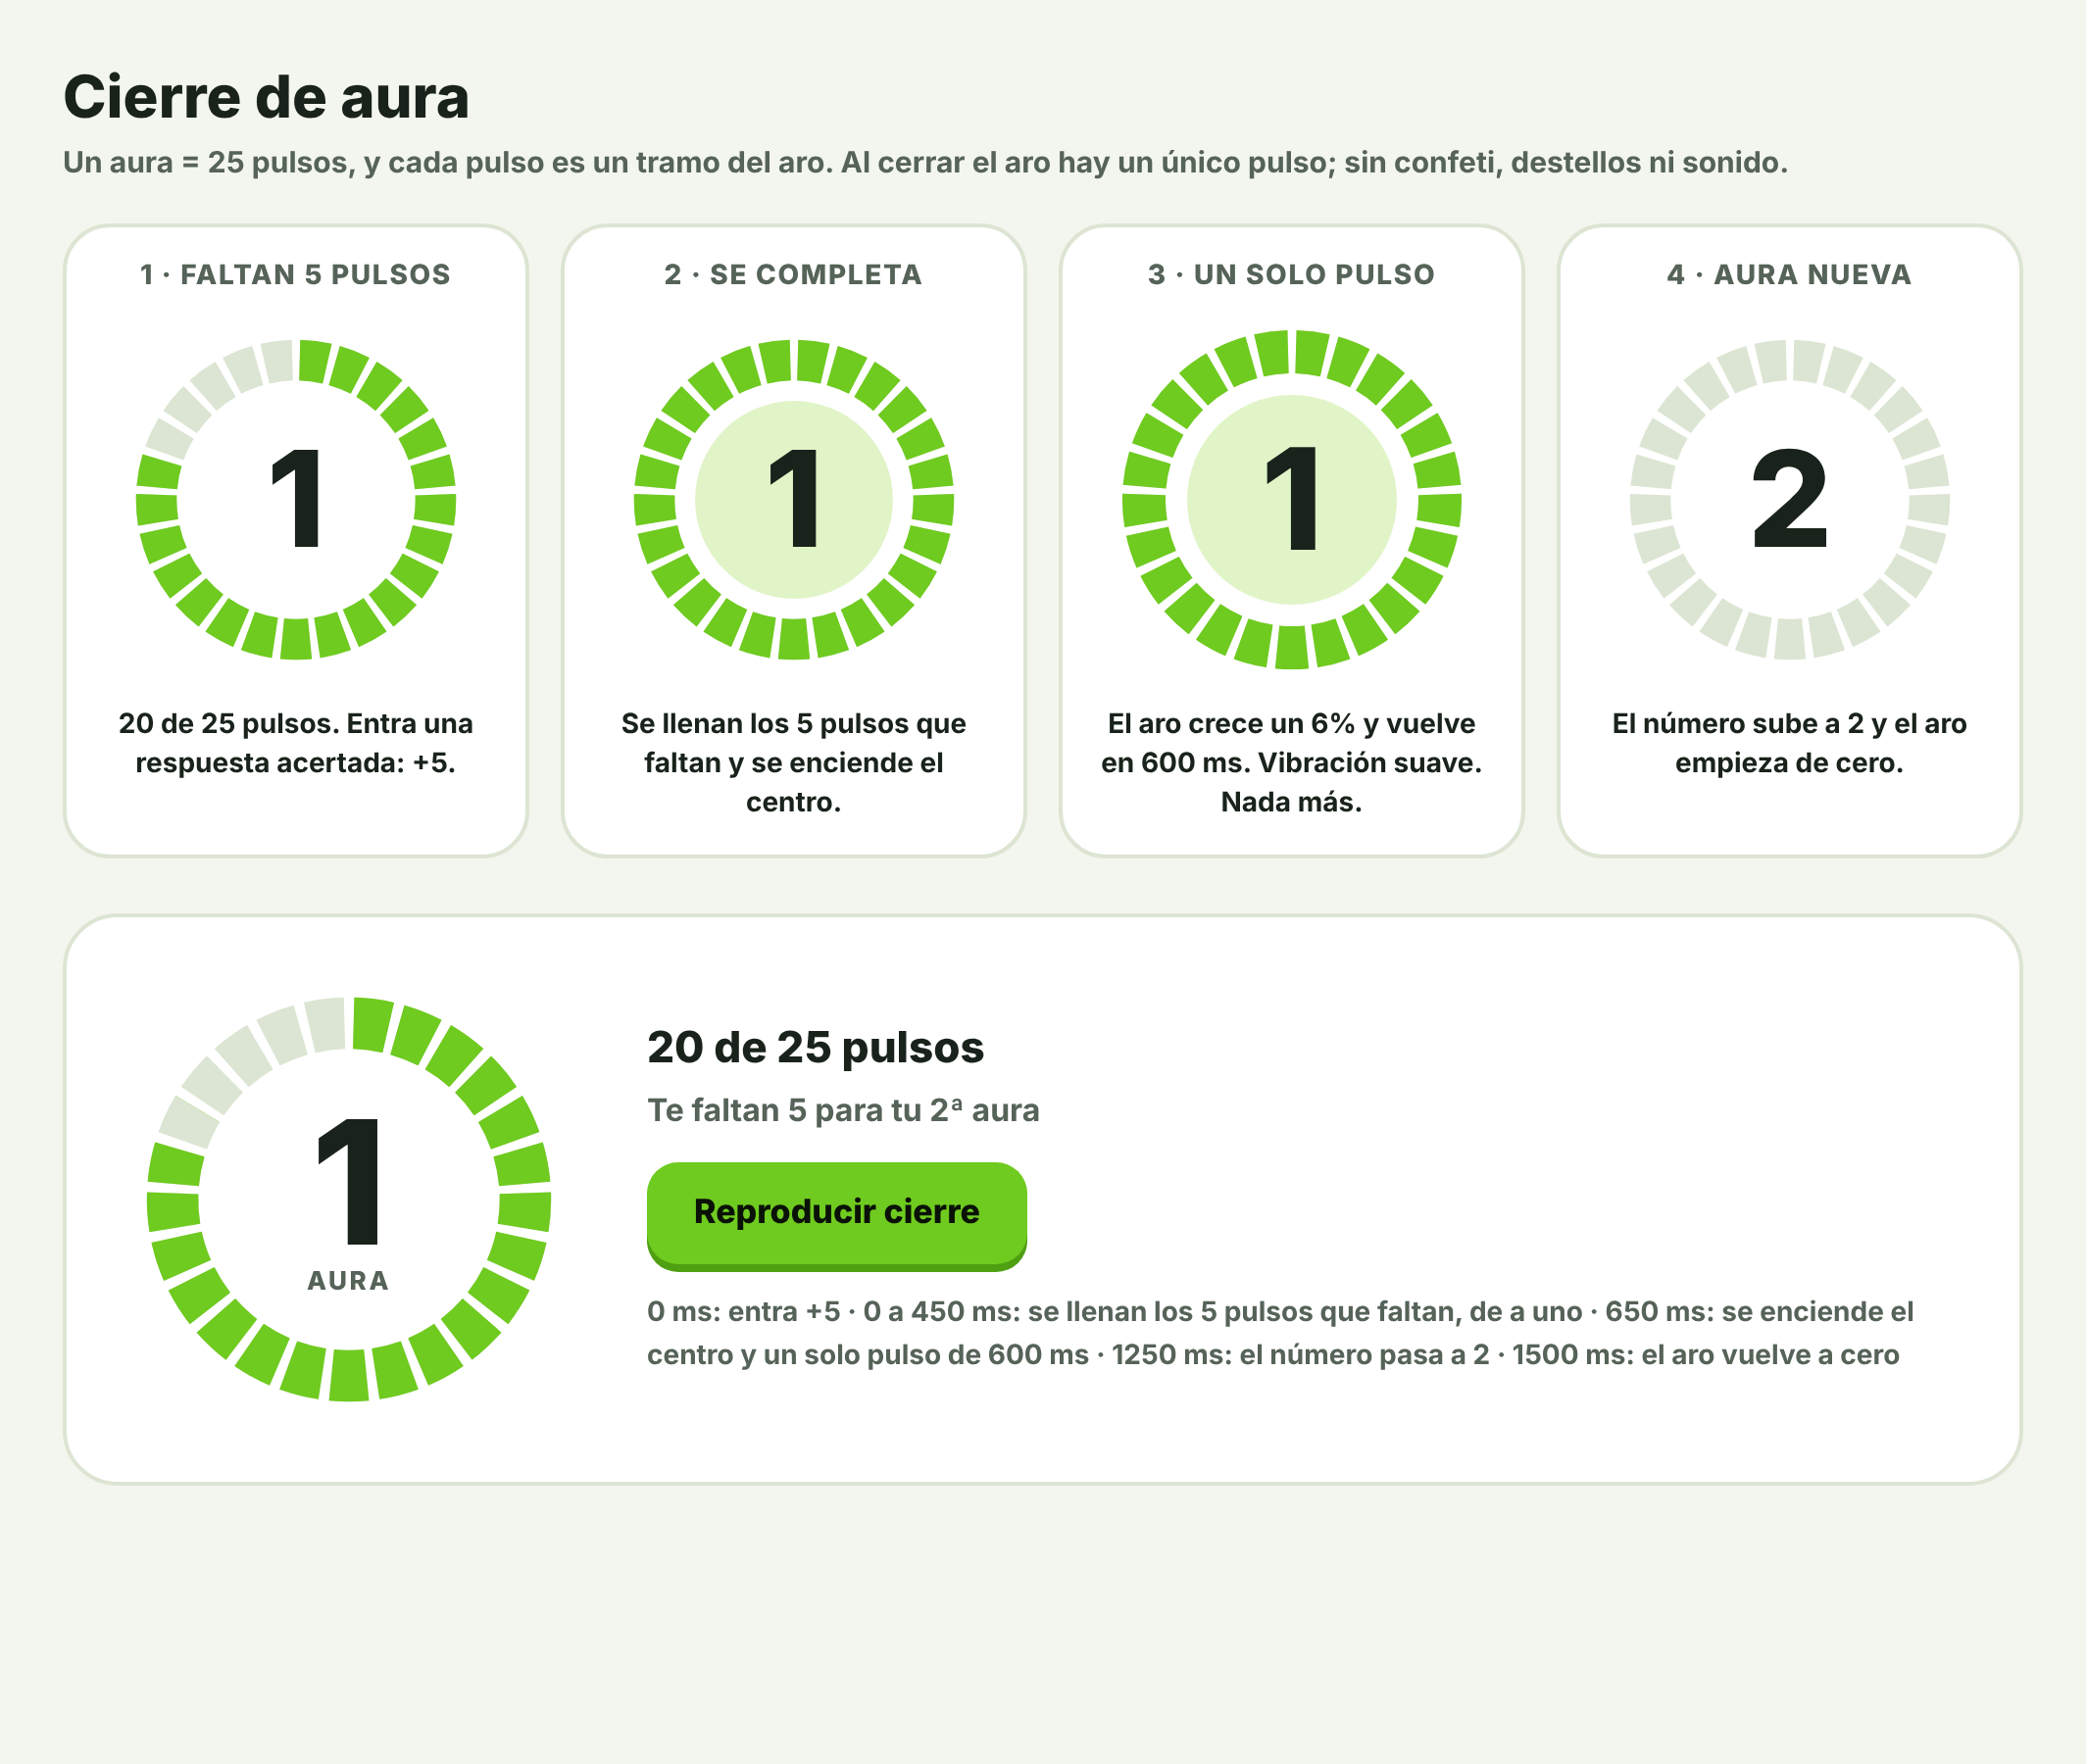 Cierre de aura
Un aura = 25 pulsos, y cada pulso es un tramo del aro. Al cerrar el aro hay un único pulso; sin confeti, destellos ni sonido.
1 · FALTAN 5 PULSOS
1
20 de 25 pulsos. Entra una
respuesta acertada: +5.
2 · SE COMPLETA
1
Se llenan los 5 pulsos que
faltan y se enciende el
centro.
3 · UN SOLO PULSO
1
El aro crece un 6% y vuelve
en 600 ms. Vibración suave.
Nada más.
4 · AURA NUEVA
2
El número sube a 2 y el aro
empieza de cero.
1
AURA
20 de 25 pulsos
Te faltan 5 para tu 2ª aura
Reproducir cierre
0 ms: entra +5 · 0 a 450 ms: se llenan los 5 pulsos que faltan, de a uno · 650 ms: se enciende el
centro y un solo pulso de 600 ms · 1250 ms: el número pasa a 2 · 1500 ms: el aro vuelve a cero